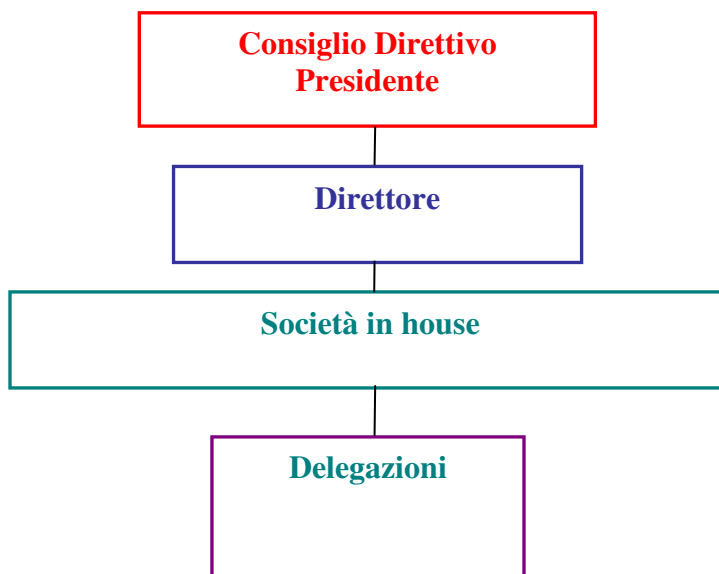 Consiglio Direttivo
Presidente
Direttore
Società in house
Delegazioni